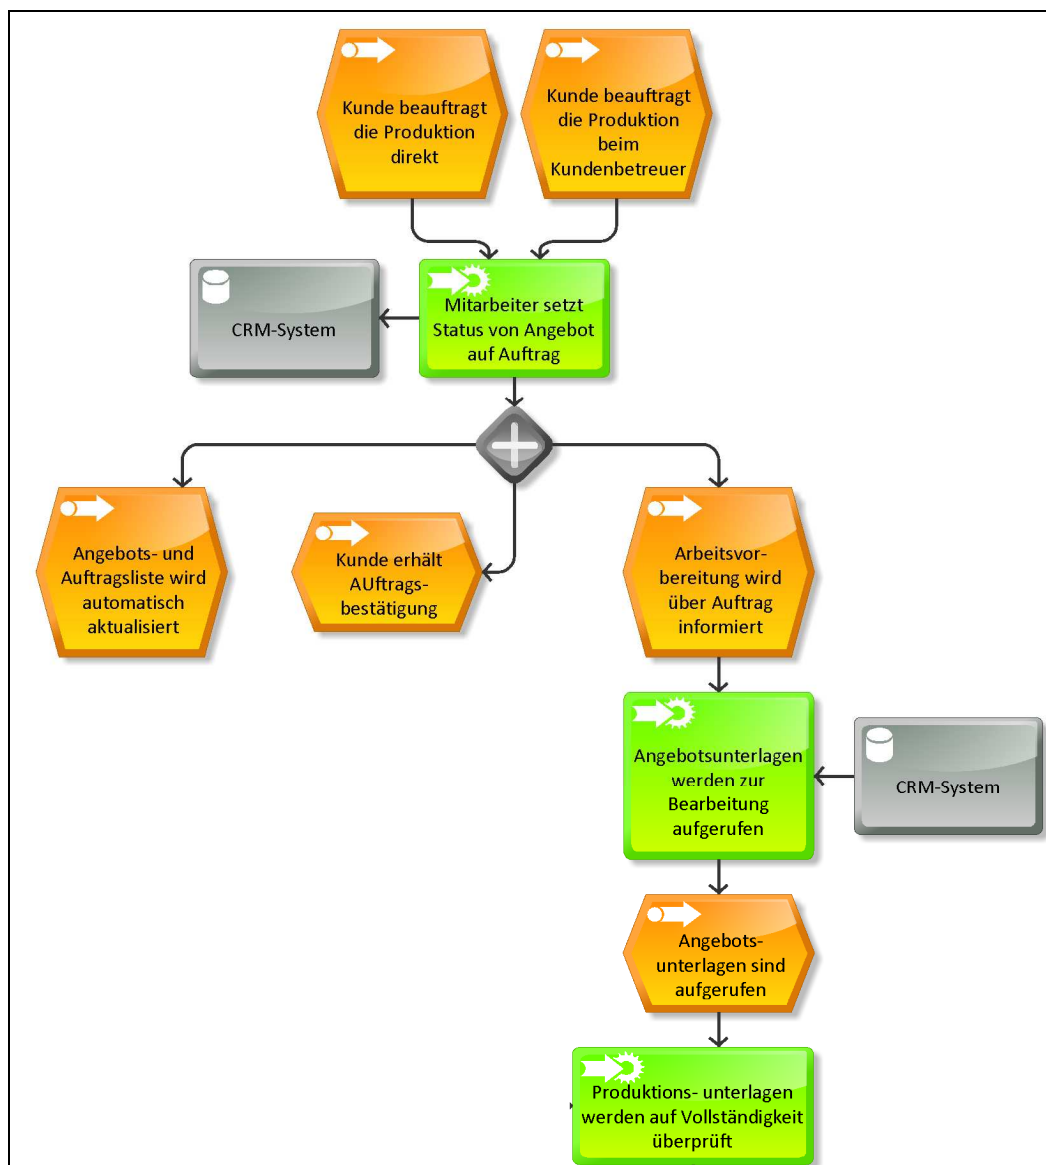 Kunde beauftragt
die Produktion
direkt
Kunde beauftragt
die Produktion
beim
Kundenbetreuer
CRM-System
Mitarbeiter setzt
Status von Angebot
auf Auftrag
Angebots- und
Auftragsliste wird
automatisch
aktualisiert
Kunde erhält
AUftrags-
bestätigung
Arbeitsvor-
bereitung wird
über Auftrag
informiert
Angebotsunterlagen
werden zur
Bearbeitung
aufgerufen
CRM-System
Angebots-
unterlagen sind
aufgerufen
Produktions- unterlagen
werden auf Vollständigkeit
überprüft